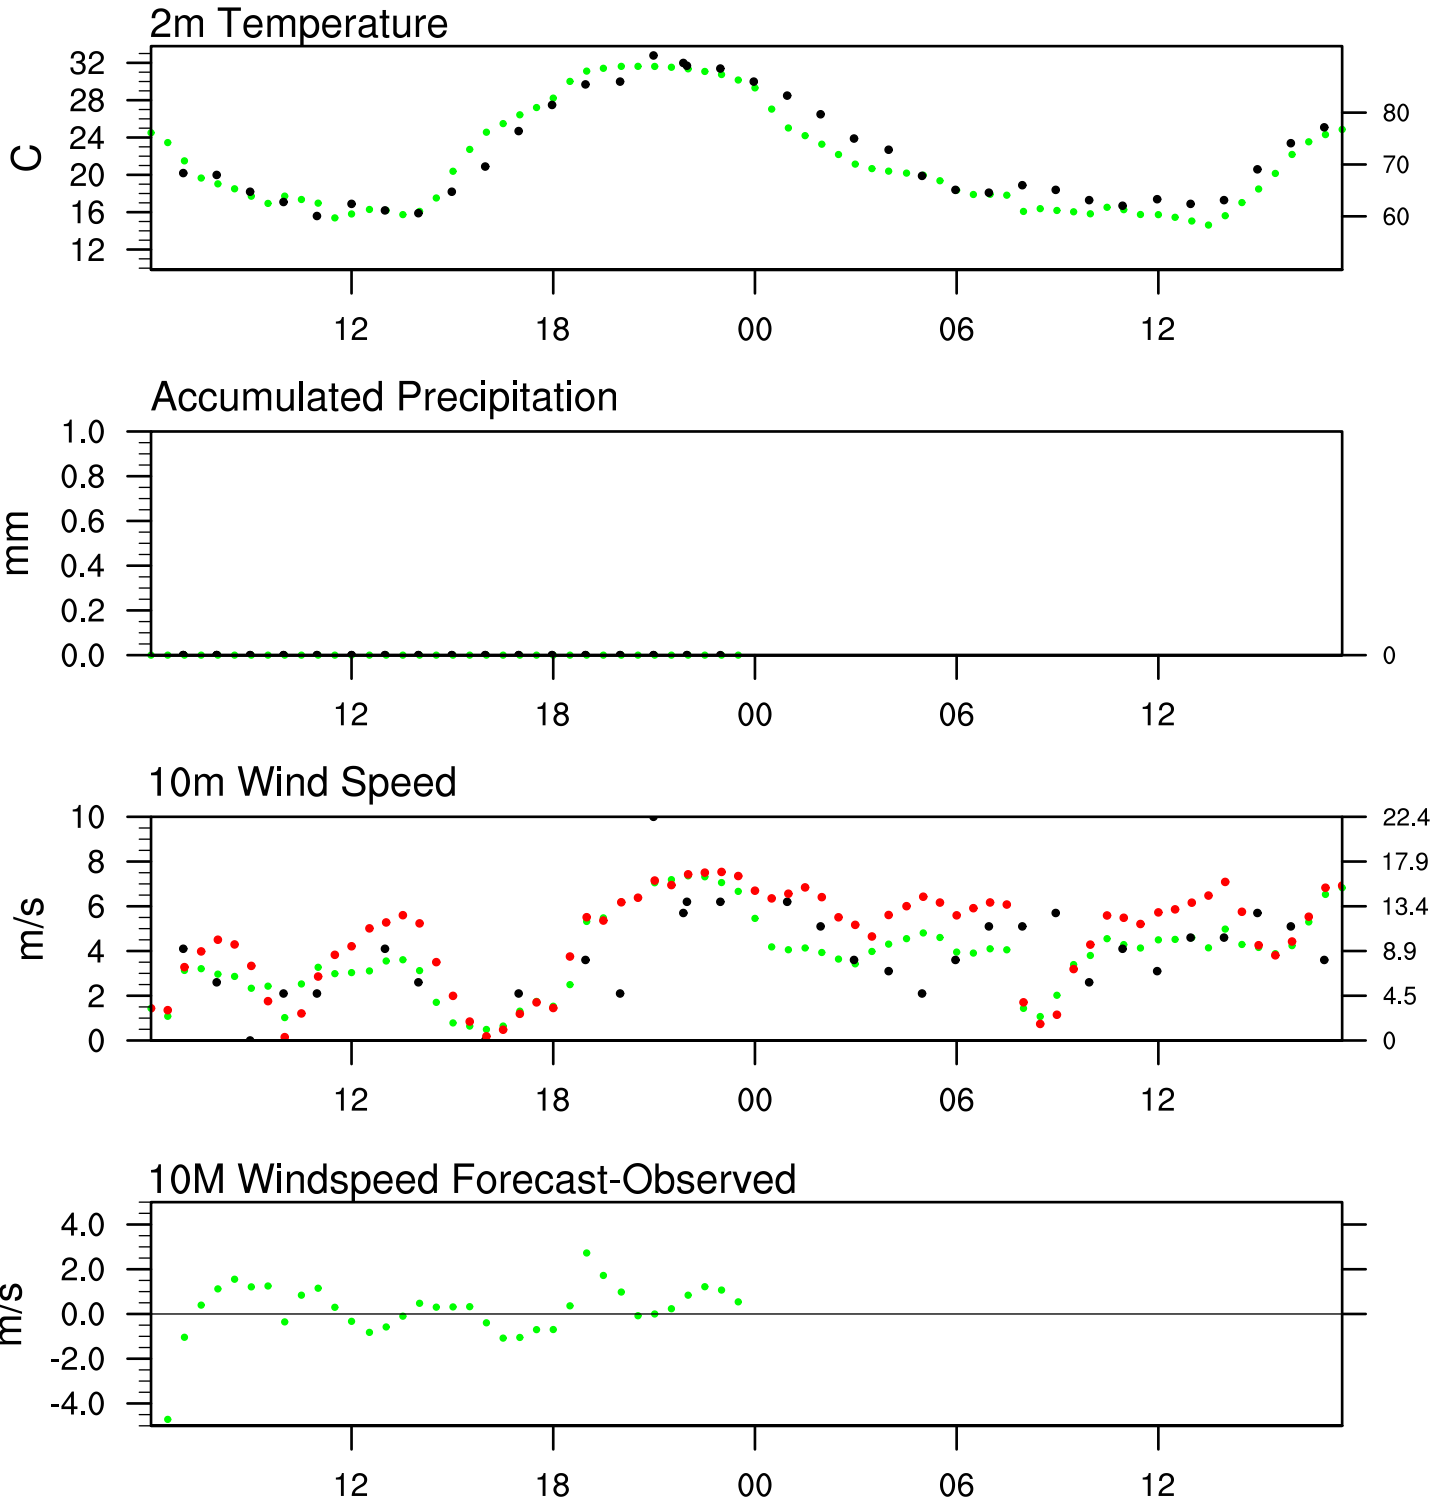 2m Temperature
32
28
24
20
16
12
C
80
70
60
12 18 00 06 12
Accumulated Precipitation
1.0
0.8
0.6
0.4
0.2
0.0
mm
0
12 18 00 06 12
10m Wind Speed
10
8
6
4
2
0
m/s
22.4
17.9
13.4
8.9
4.5
0
12 18 00 06 12
10M Windspeed Forecast-Observed
4.0
2.0
0.0
-2.0
-4.0
m/s
12 18 00 06 12